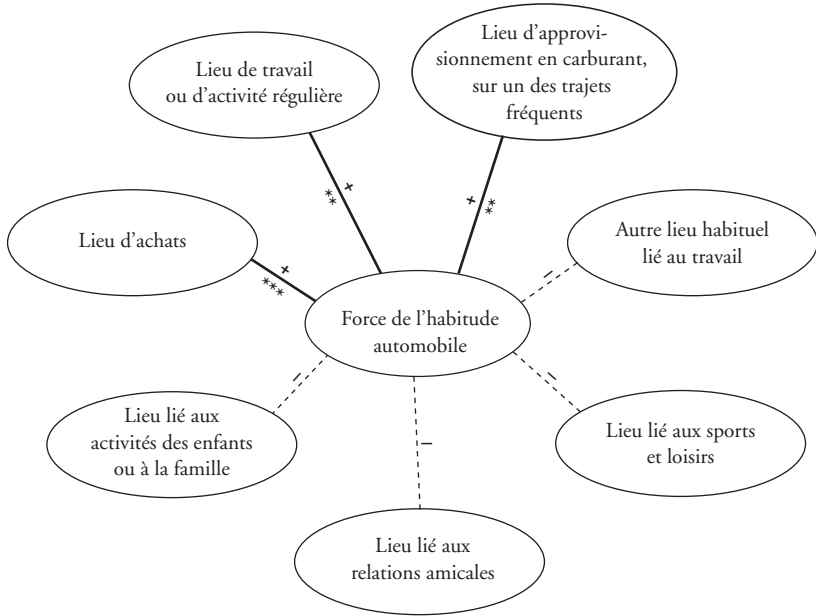 Lieu d'approvi-
sionnement en carburant,
sur un des trajets
fréquents
Lieu de travail
ou d'activité régulière
+
**
+
**
Lieu d'achats
+
***
Autre lieu habituel
lié au travail
–
Force de l'habitude
automobile
–
–
Lieu lié aux
activités des enfants
ou à la famille
–
Lieu lié aux sports
et loisirs
Lieu lié aux
relations amicales